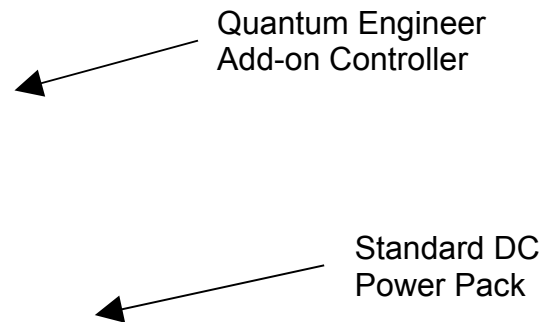 Quantum Engineer
Add-on Controller
Standard DC
Power Pack